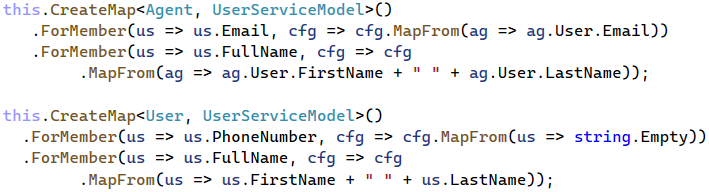 this.CreateMap<Agent, UserServiceModel>()
   .ForMember(us => us.Email, cfg => cfg.MapFrom(ag => ag.User.Email))
   .ForMember(us => us.FullName, cfg => cfg
        .MapFrom(ag => ag.User.FirstName + " " + ag.User.LastName));
this.CreateMap<User, UserServiceModel>()
  .ForMember(us => us.PhoneNumber, cfg => cfg.MapFrom(us => string.Empty))
  .ForMember(us => us.FullName, cfg => cfg
        .MapFrom(us => us.FirstName + " " + us.LastName));